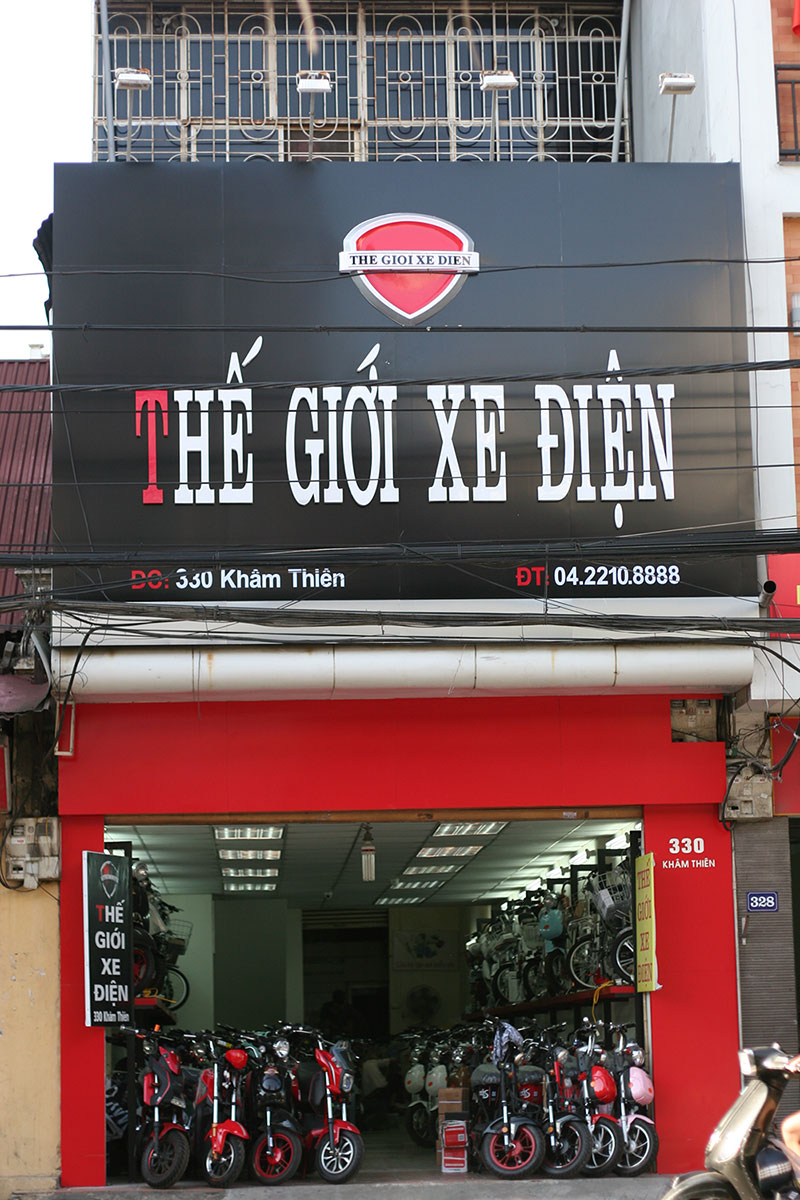 THE GIOI XE DIEN
THẾ GIỚI XE ĐIỆN
ĐC: 330 Khâm Thiên
ĐT: 04.2210.8888
330
KHÂM THIÊN
328
THẾ
GIỚI
XE
ĐIỆN
330 Khâm Thiên
THẾ
GIỚI
XE
ĐIỆN